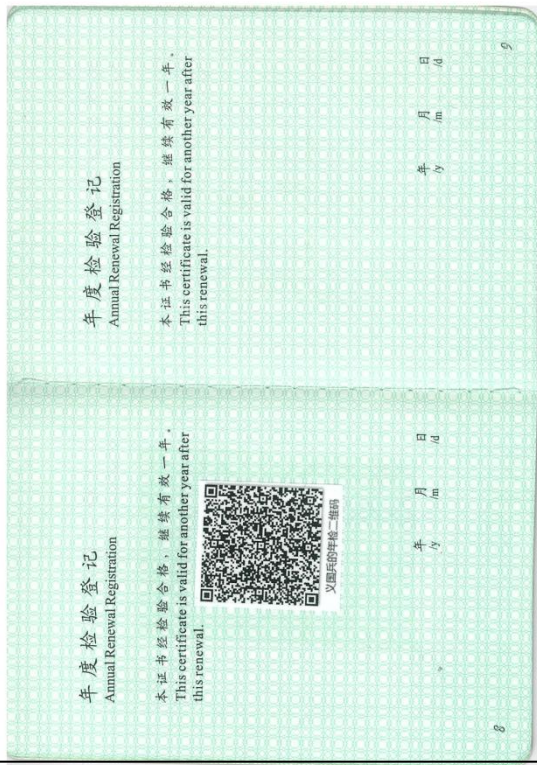 年度检验登记
Annual Renewal Registration
本证书经检验合格，继续有效一年。
This certificate is valid for another year after
this renewal.
义国兵的年检二维码
年 月 日
/y /m /d
8
年度检验登记
Annual Renewal Registration
本证书经检验合格，继续有效一年。
This certificate is valid for another year after
this renewal.
年 月 日
/y /m /d
9